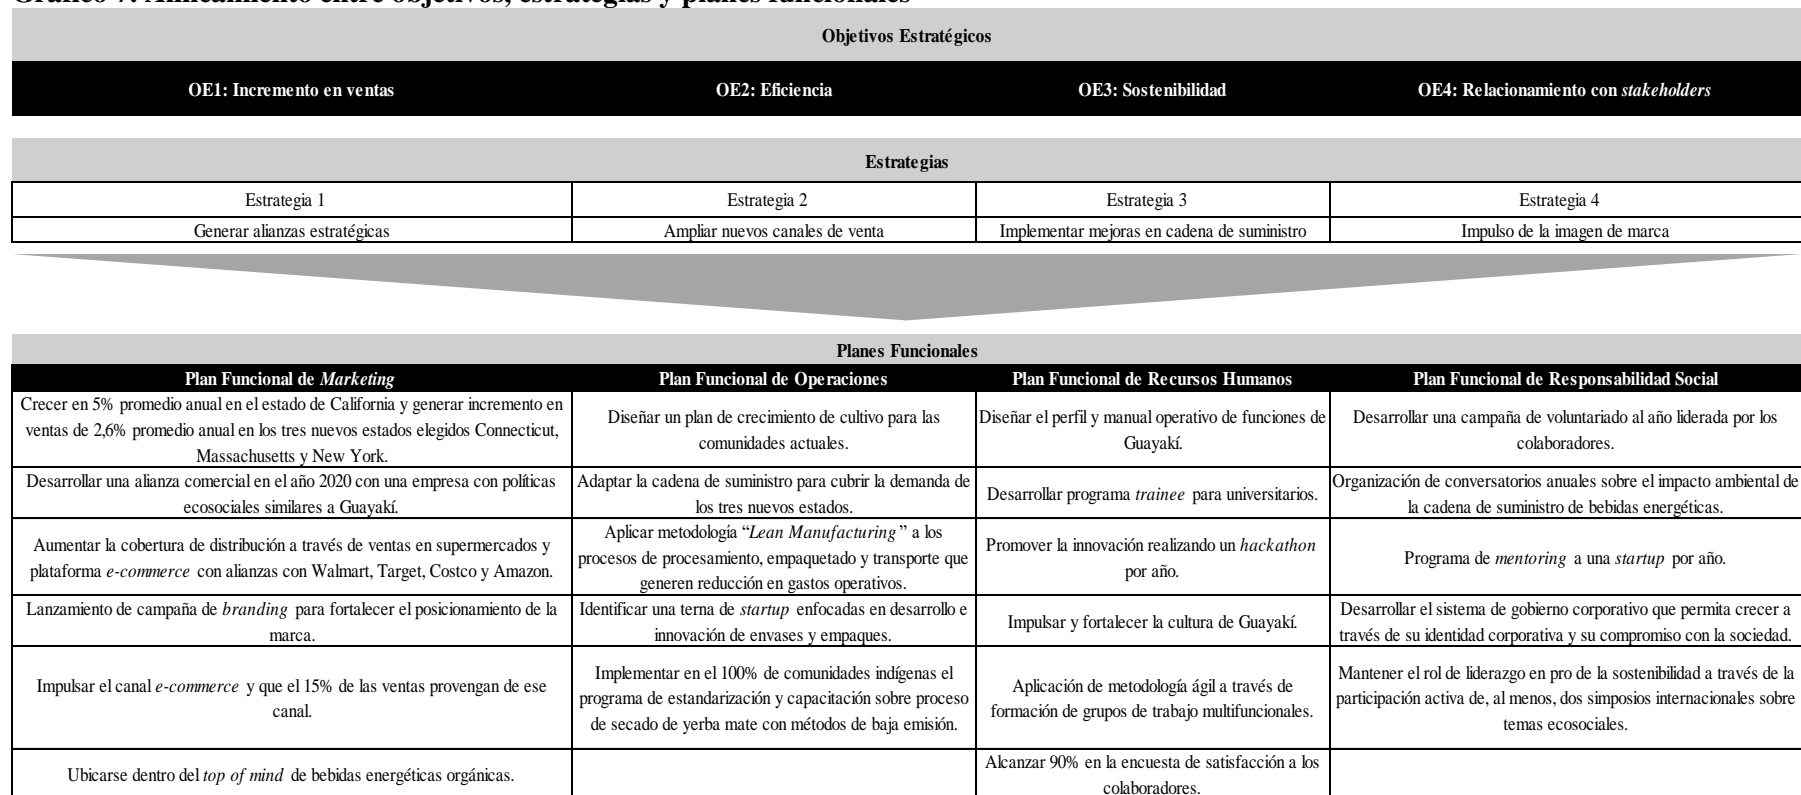 Gráfico 7. Alineamiento entre objetivos, estrategias y planes funcionales
Objetivos Estratégicos
OE1: Incremento en ventas
OE2: Eficiencia
OE3: Sostenibilidad
OE4: Relacionamiento con stakeholders
Estrategias
Estrategia 1
Estrategia 2
Estrategia 3
Estrategia 4
Generar alianzas estratégicas
Ampliar nuevos canales de venta
Implementar mejoras en cadena de suministro
Impulso de la imagen de marca
Planes Funcionales
Plan Funcional de Marketing
Plan Funcional de Operaciones
Plan Funcional de Recursos Humanos
Plan Funcional de Responsabilidad Social
Crecer en 5% promedio anual en el estado de California y generar incremento en
ventas de 2,6% promedio anual en los tres nuevos estados elegidos Connecticut,
Massachusetts y New York.
Diseñar un plan de crecimiento de cultivo para las
comunidades actuales.
Diseñar el perfil y manual operativo de funciones de
Guayakí.
Desarrollar una campaña de voluntariado al año liderada por los
colaboradores.
Desarrollar una alianza comercial en el año 2020 con una empresa con políticas
ecosociales similares a Guayakí.
Adaptar la cadena de suministro para cubrir la demanda de
los tres nuevos estados.
Desarrollar programa trainee para universitarios.
Organización de conversatorios anuales sobre el impacto ambiental de
la cadena de suministro de bebidas energéticas.
Aumentar la cobertura de distribución a través de ventas en supermercados y
plataforma e-commerce con alianzas con Walmart, Target, Costco y Amazon.
Aplicar metodología “Lean Manufacturing” a los
procesos de procesamiento, empaquetado y transporte que
generen reducción en gastos operativos.
Promover la innovación realizando un hackathon
por año.
Programa de mentoring a una startup por año.
Lanzamiento de campaña de branding para fortalecer el posicionamiento de la
marca.
Identificar una terna de startup enfocadas en desarrollo e
innovación de envases y empaques.
Impulsar y fortalecer la cultura de Guayakí.
Desarrollar el sistema de gobierno corporativo que permita crecer a
través de su identidad corporativa y su compromiso con la sociedad.
Impulsar el canal e-commerce y que el 15% de las ventas provengan de ese
canal.
Implementar en el 100% de comunidades indígenas el
programa de estandarización y capacitación sobre proceso
de secado de yerba mate con métodos de baja emisión.
Aplicación de metodología ágil a través de
formación de grupos de trabajo multifuncionales.
Mantener el rol de liderazgo en pro de la sostenibilidad a través de la
participación activa de, al menos, dos simposios internacionales sobre
temas ecosociales.
Ubicarse dentro del top of mind de bebidas energéticas orgánicas.
Alcanzar 90% en la encuesta de satisfacción a los
colaboradores.